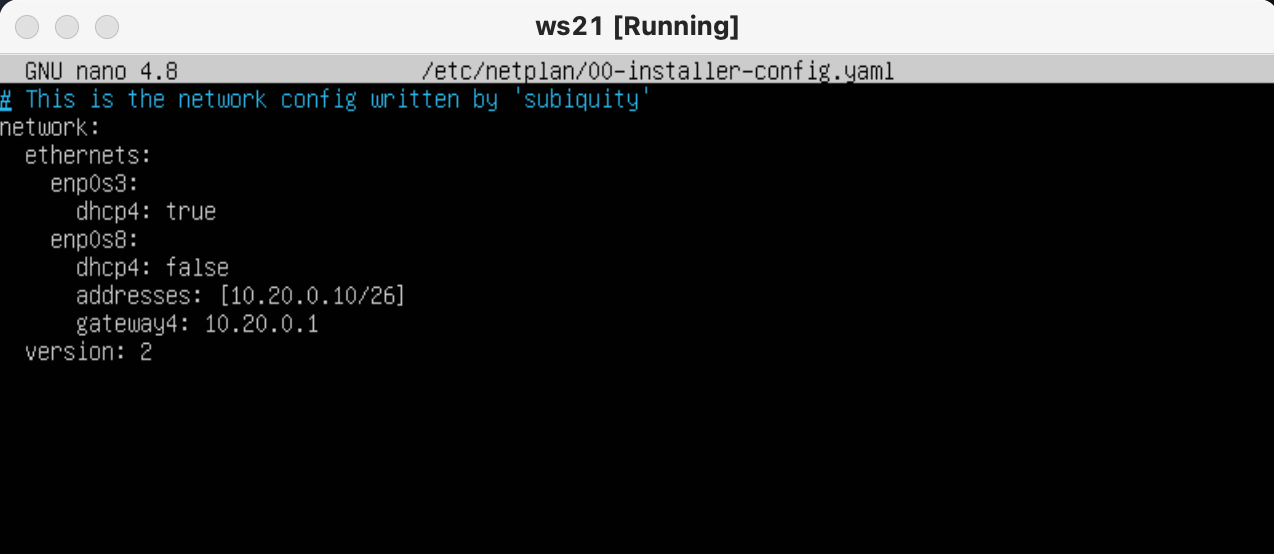 ws21 [Running]
GNU nano 4.8 /etc/netplan/00-installer-config.yaml
# This is the network config written by 'subiquity'
network:
  ethernets:
    enp0s3:
      dhcp4: true
    enp0s8:
      dhcp4: false
      addresses: [10.20.0.10/26]
      gateway4: 10.20.0.1
  version: 2